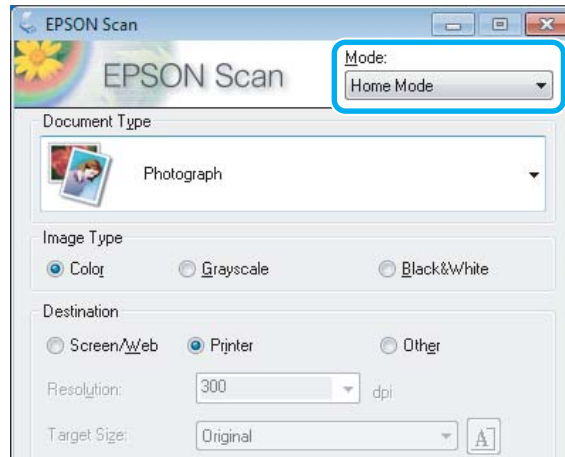 EPSON Scan
EPSON Scan
Mode:
Home Mode
Document Type
Photograph
Image Type
Color Grayscale Black&White
Destination
Screen/Web Printer Other
Resolution: 300 dpi
Target Size: Original A